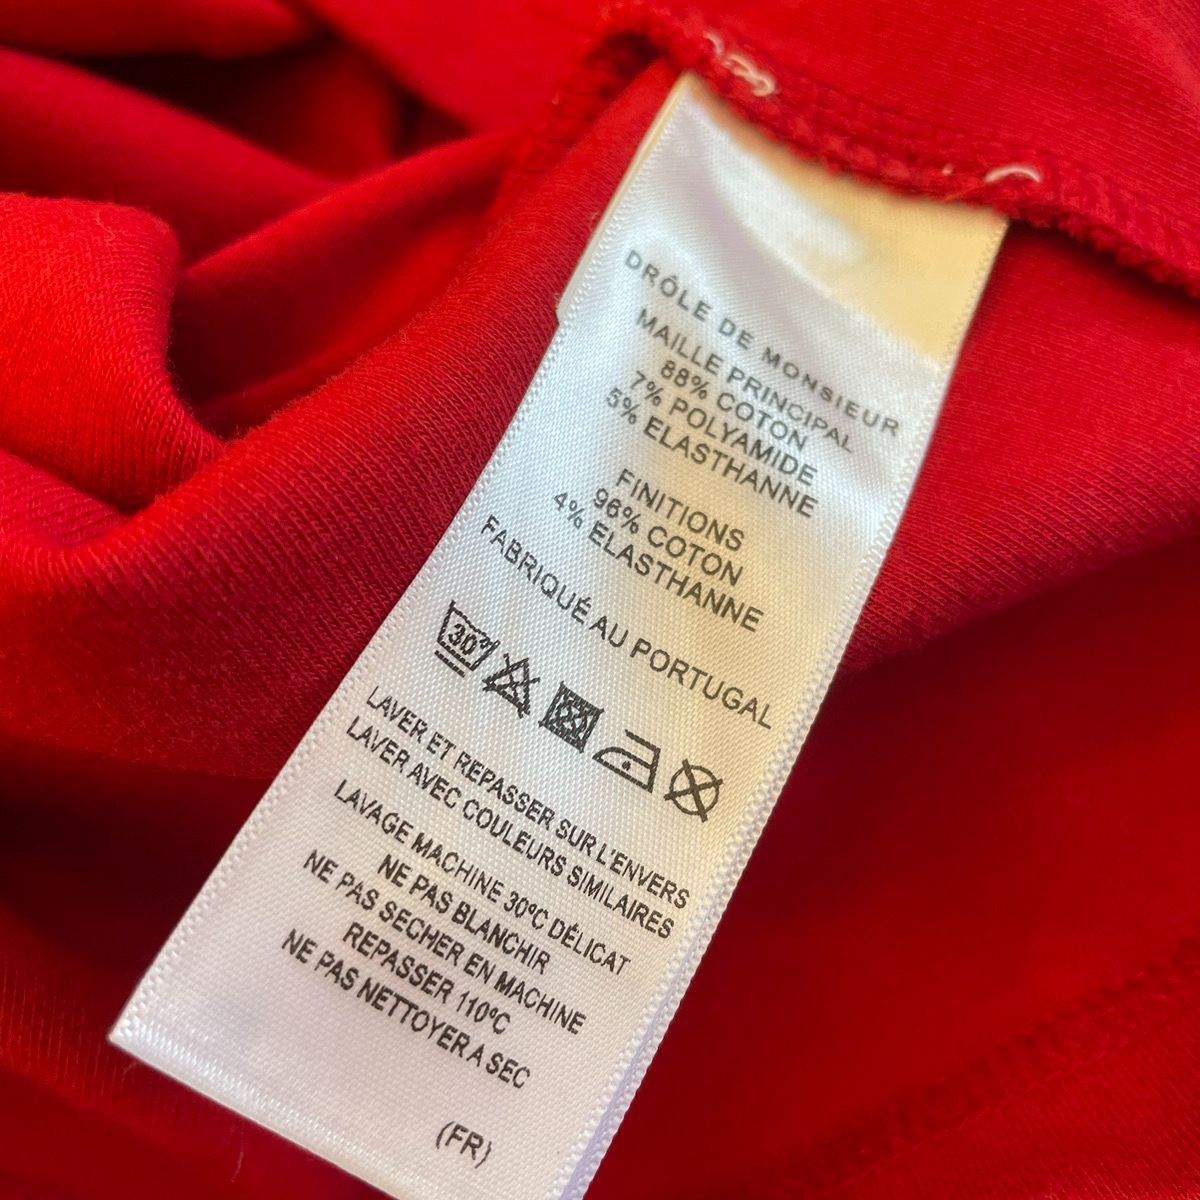 DRÔLE DE MONSIEUR
MAILLE PRINCIPAL
88% COTON
7% POLYAMIDE
5% ELASTHANNE
FINITIONS
96% COTON
4% ELASTHANNE
FABRIQUÉ AU PORTUGAL
30°
LAVER ET REPASSER SUR L'ENVERS
LAVER AVEC COULEURS SIMILAIRES
LAVAGE MACHINE 30ºC DÉLICAT
NE PAS BLANCHIR
NE PAS SECHER EN MACHINE
REPASSER 110ºC
NE PAS NETTOYER A SEC
(FR)